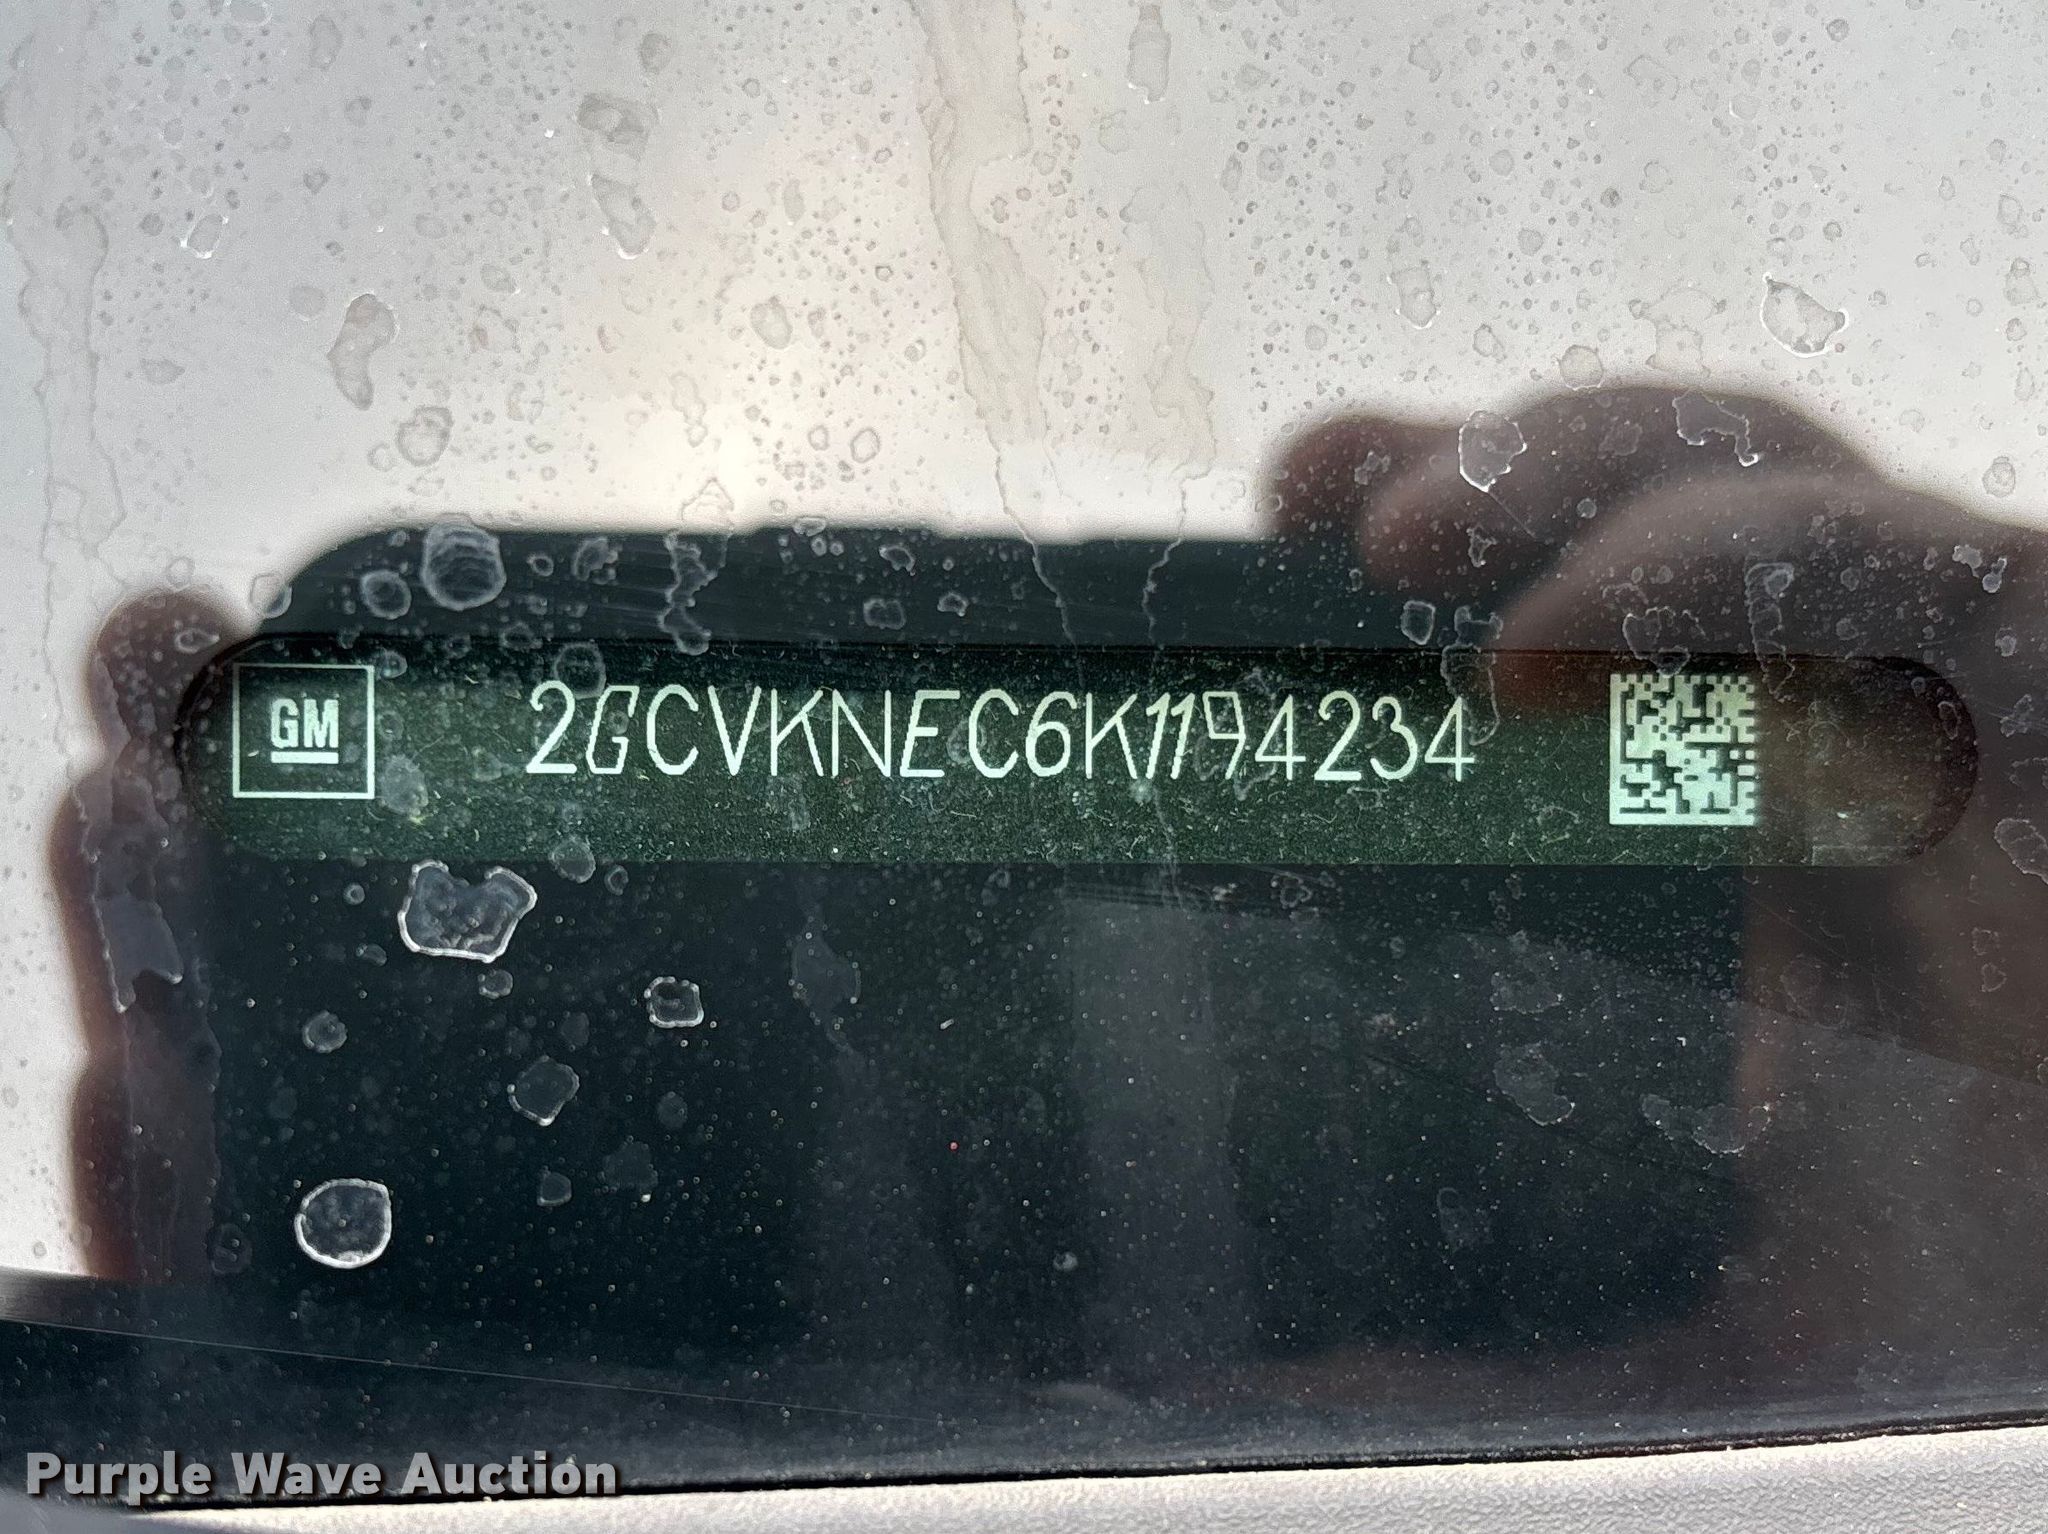 GM 2GCVKNEC6K1194234
Purple Wave Auction